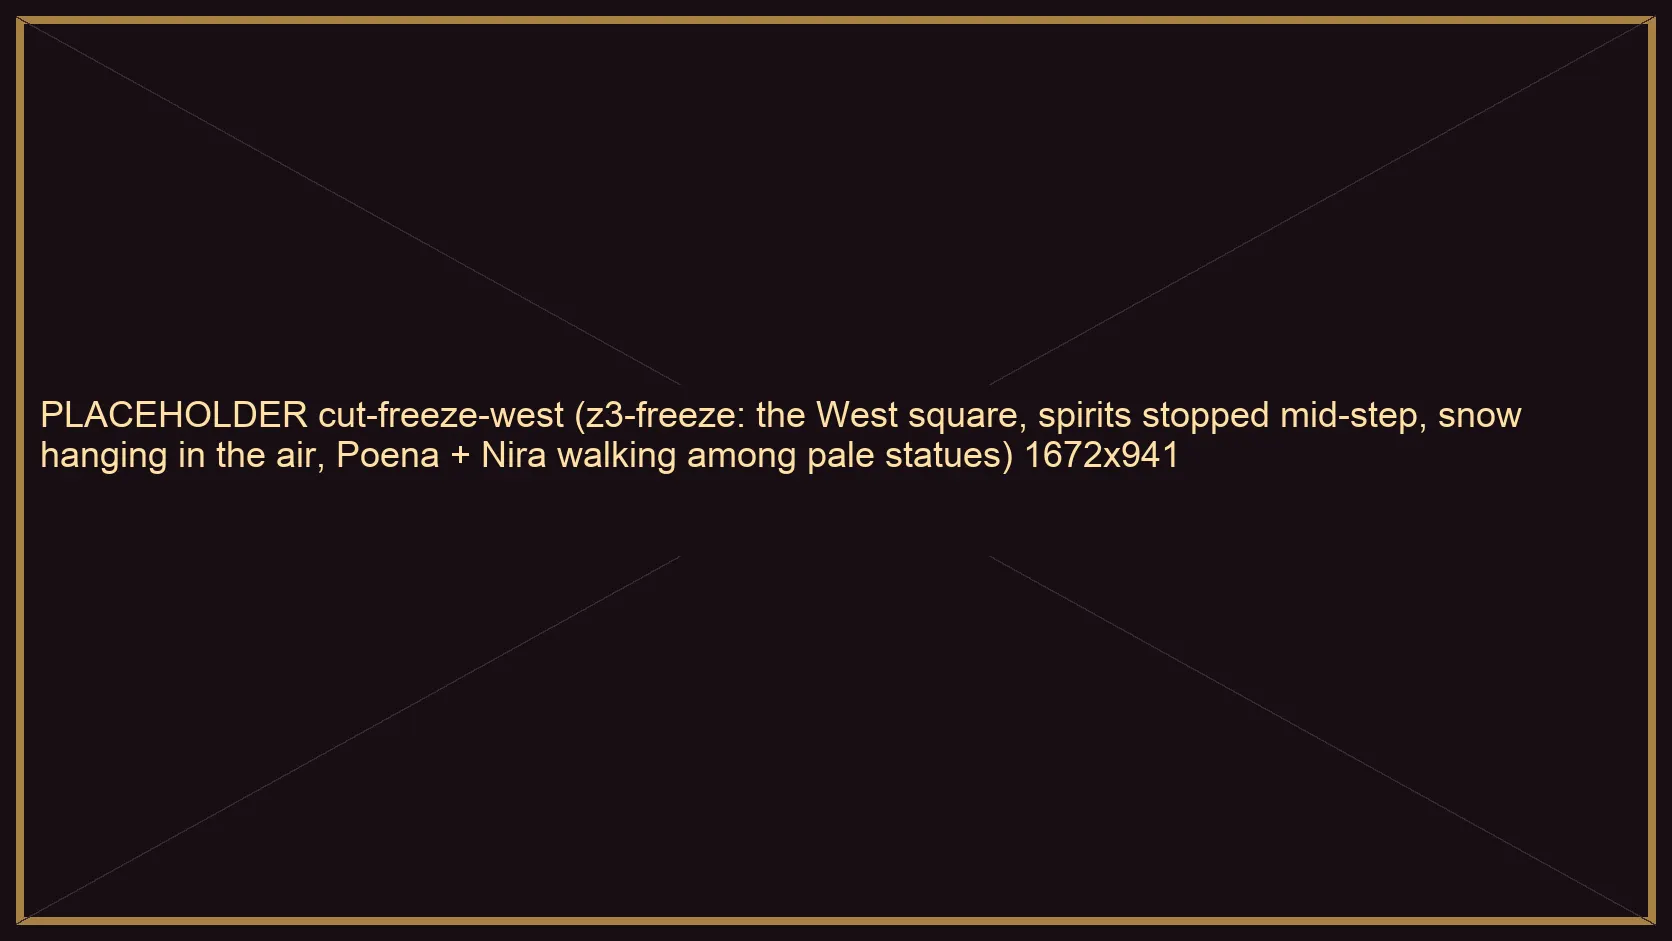 PLACEHOLDER cut-freeze-west (z3-freeze: the West square, spirits stopped mid-step, snow
hanging in the air, Poena + Nira walking among pale statues) 1672x941